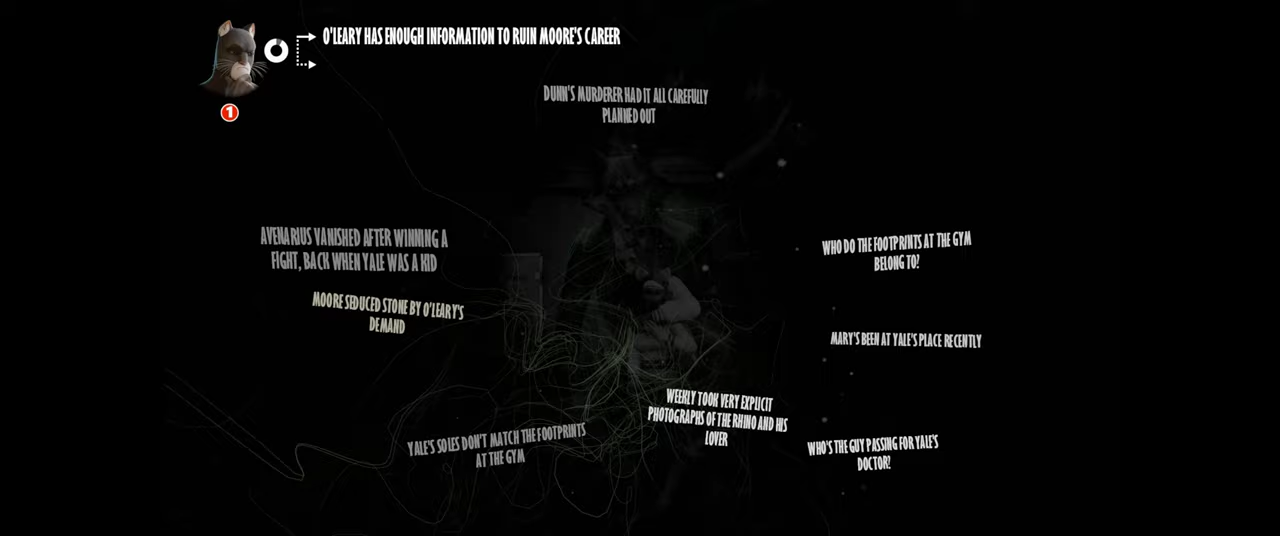 O'LEARY HAS ENOUGH INFORMATION TO RUIN MOORE'S CAREER
1
DUNN'S MURDERER HAD IT ALL CAREFULLY
PLANNED OUT
AVENARIUS VANISHED AFTER WINNING A
FIGHT, BACK WHEN YALE WAS A KID
WHO DO THE FOOTPRINTS AT THE GYM
BELONG TO?
MOORE SEDUCED STONE BY O'LEARY'S
DEMAND
MARY'S BEEN AT YALE'S PLACE RECENTLY
WEEKLY TOOK VERY EXPLICIT
PHOTOGRAPHS OF THE RHINO AND HIS
LOVER
YALE'S SOLES DON'T MATCH THE FOOTPRINTS
AT THE GYM
WHO'S THE GUY PASSING FOR YALE'S
DOCTOR?